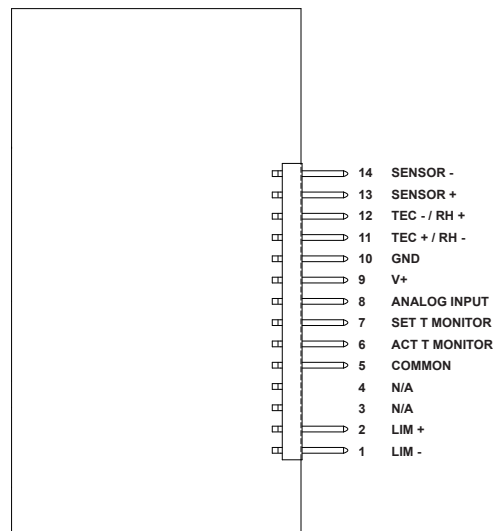 14 SENSOR -
13 SENSOR +
12 TEC - / RH +
11 TEC + / RH -
10 GND
9 V+
8 ANALOG INPUT
7 SET T MONITOR
6 ACT T MONITOR
5 COMMON
4 N/A
3 N/A
2 LIM +
1 LIM -